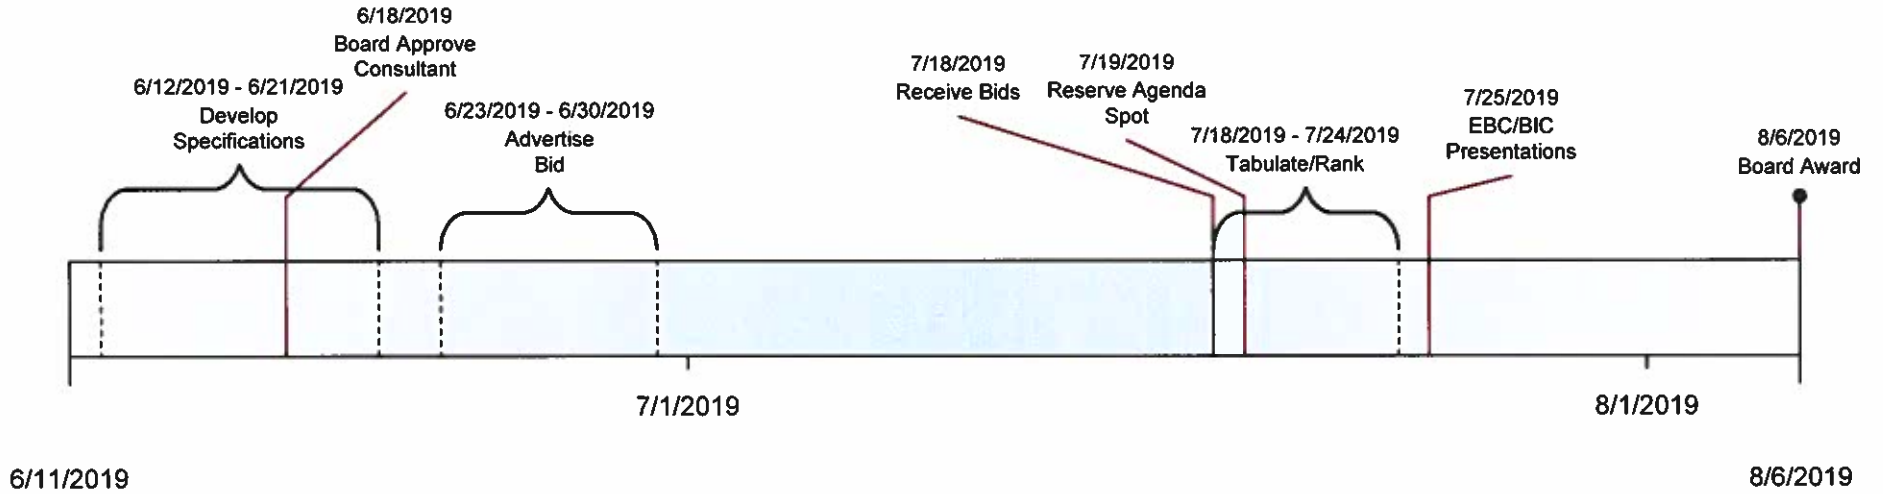 6/18/2019
Board Approve
Consultant
6/12/2019 - 6/21/2019
Develop
Specifications
6/23/2019 - 6/30/2019
Advertise
Bid
7/18/2019
Receive Bids
7/19/2019
Reserve Agenda
Spot
7/18/2019 - 7/24/2019
Tabulate/Rank
7/25/2019
EBC/BIC
Presentations
8/6/2019
Board Award
7/1/2019
8/1/2019
6/11/2019
8/6/2019